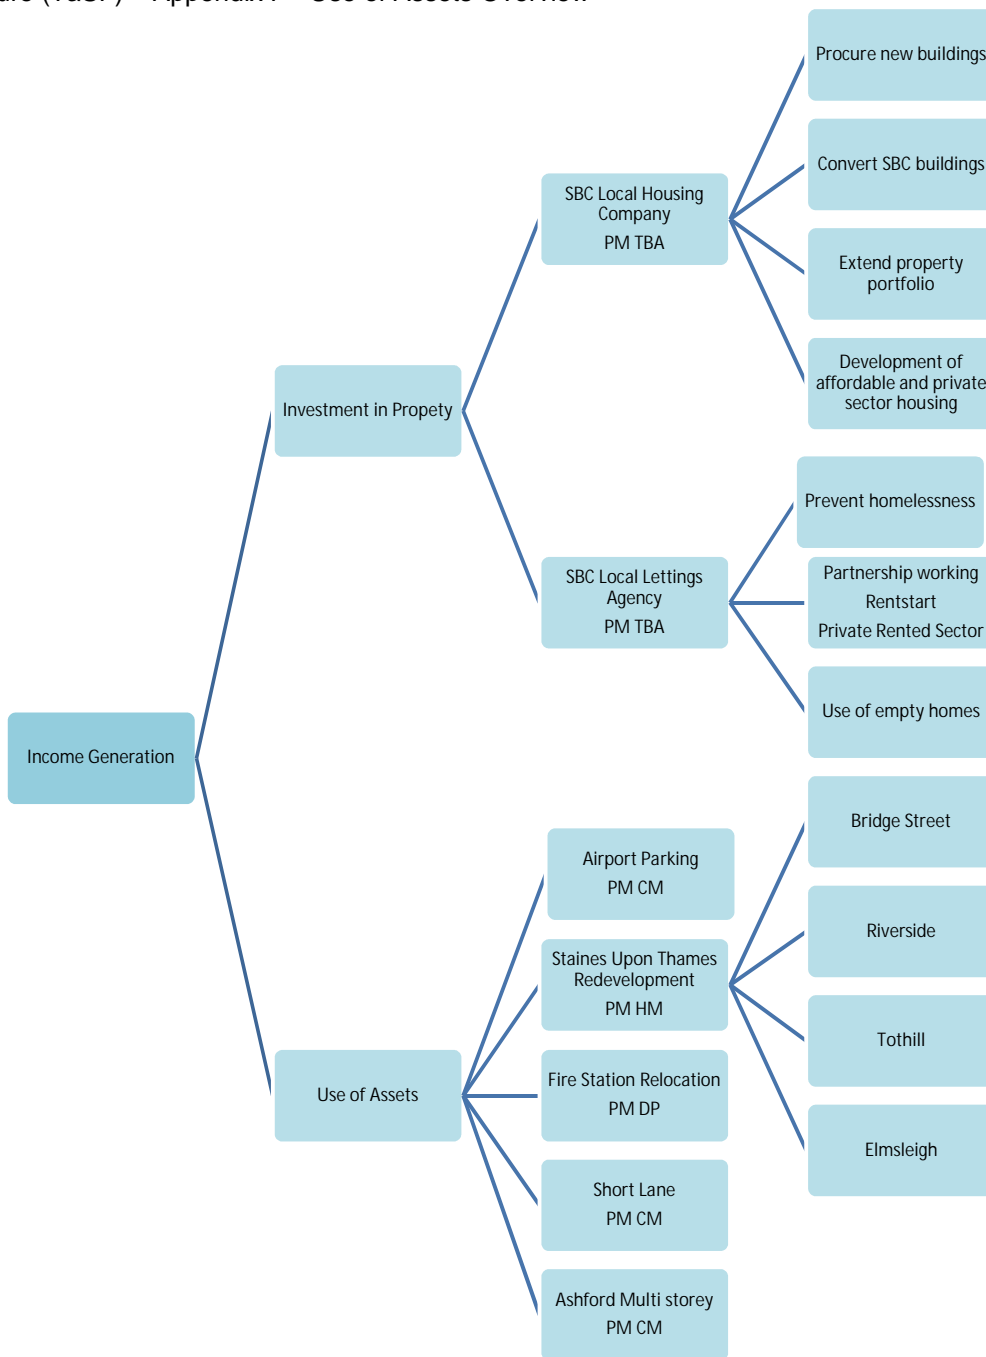 Procure new buildings
Convert SBC buildings
SBC Local Housing
Company
PM TBA
Extend property
portfolio
Development of
affordable and private
sector housing
Investment in Propety
Prevent homelessness
SBC Local Lettings
Agency
PM TBA
Partnership working
Rentstart
Private Rented Sector
Use of empty homes
Income Generation
Bridge Street
Airport Parking
PM CM
Riverside
Staines Upon Thames
Redevelopment
PM HM
Tothill
Use of Assets
Fire Station Relocation
PM DP
Elmsleigh
Short Lane
PM CM
Ashford Multi storey
PM CM